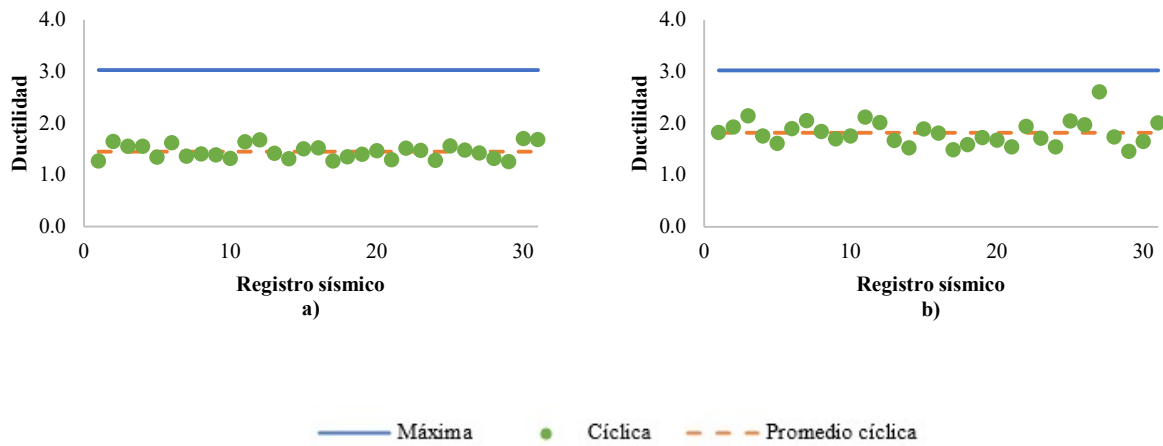 4.0
3.0
2.0
1.0
0.0
Ductilidad
0 10 20 30
Registro sísmico
a)
4.0
3.0
2.0
1.0
0.0
Ductilidad
0 10 20 30
Registro sísmico
b)
Máxima Cíclica Promedio cíclica